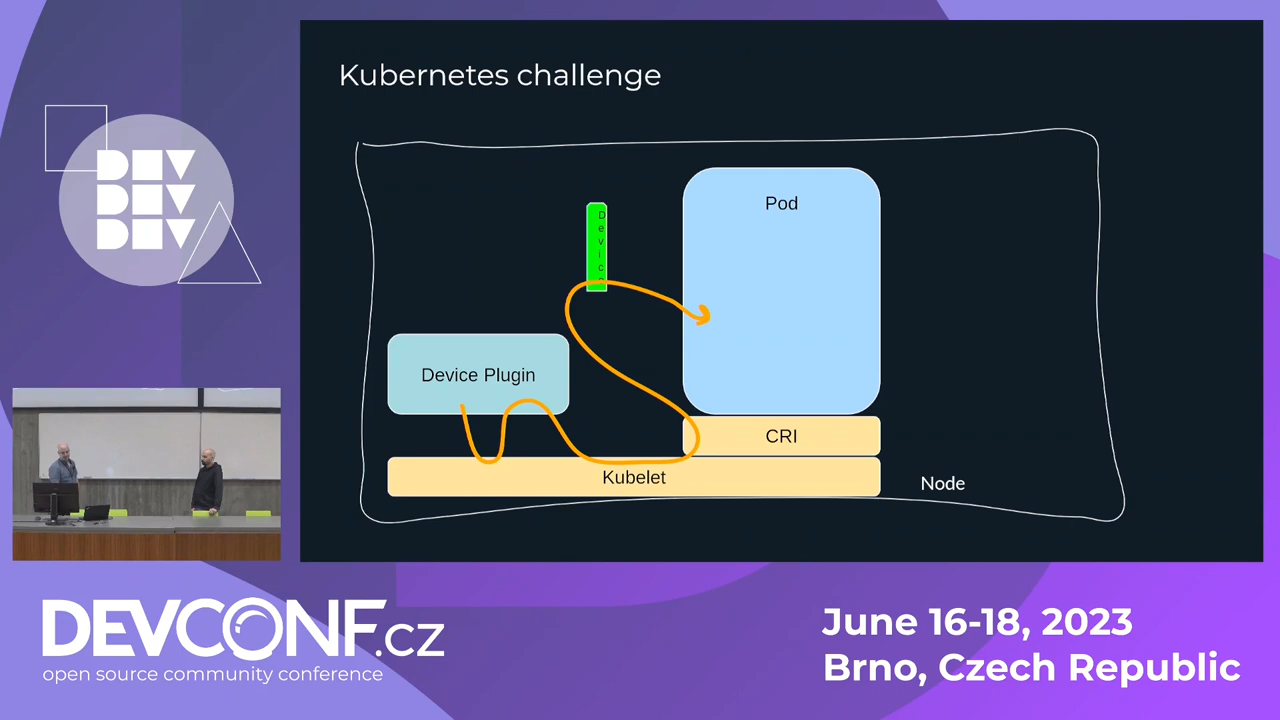 Kubernetes challenge
DEV
DEV
DEV
Pod
Device
Device Plugin
CRI
Kubelet
Node
DEVCONF.cz
open source community conference
June 16-18, 2023
Brno, Czech Republic